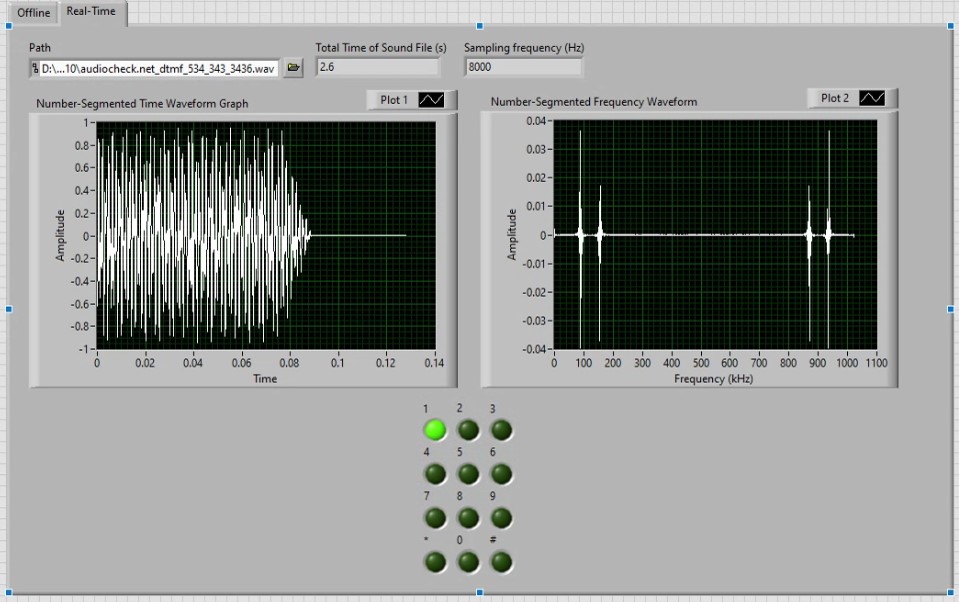 Offline Real-Time
Path
D:\...10\audiocheck.net_dtmf_534_343_3436.wav
Total Time of Sound File (s)
2.6
Sampling frequency (Hz)
8000
Number-Segmented Time Waveform Graph
Plot 1
Amplitude
1
0.8
0.6
0.4
0.2
0
-0.2
-0.4
-0.6
-0.8
-1
0 0.02 0.04 0.06 0.08 0.1 0.12 0.14
Time
Number-Segmented Frequency Waveform
Plot 2
Amplitude
0.04
0.03
0.02
0.01
0
-0.01
-0.02
-0.03
-0.04
0 100 200 300 400 500 600 700 800 900 1000 1100
Frequency (kHz)
1 2 3
4 5 6
7 8 9
* 0 #